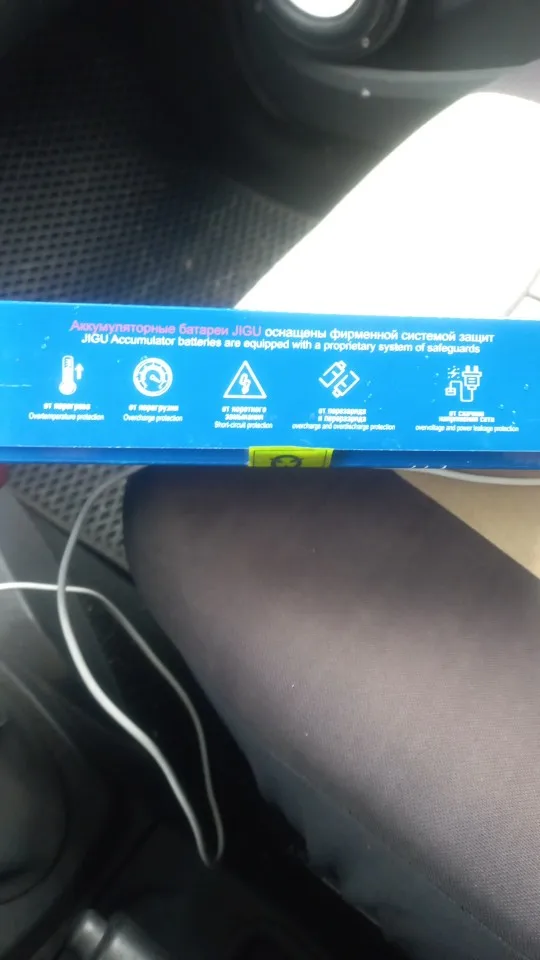 Аккумуляторные батареи JIGU оснащены фирменной системой защит
JIGU Accumulator batteries are equipped with a proprietary system of safeguards
от перегрева
Overtemperature protection
от перегрузки
Overcharge protection
от короткого
замыкания
Short-circuit protection
от перезаряда
и переразряда
overcharge and overdischarge protection
от скачков
напряжения сети
overvoltage and power leakage protection